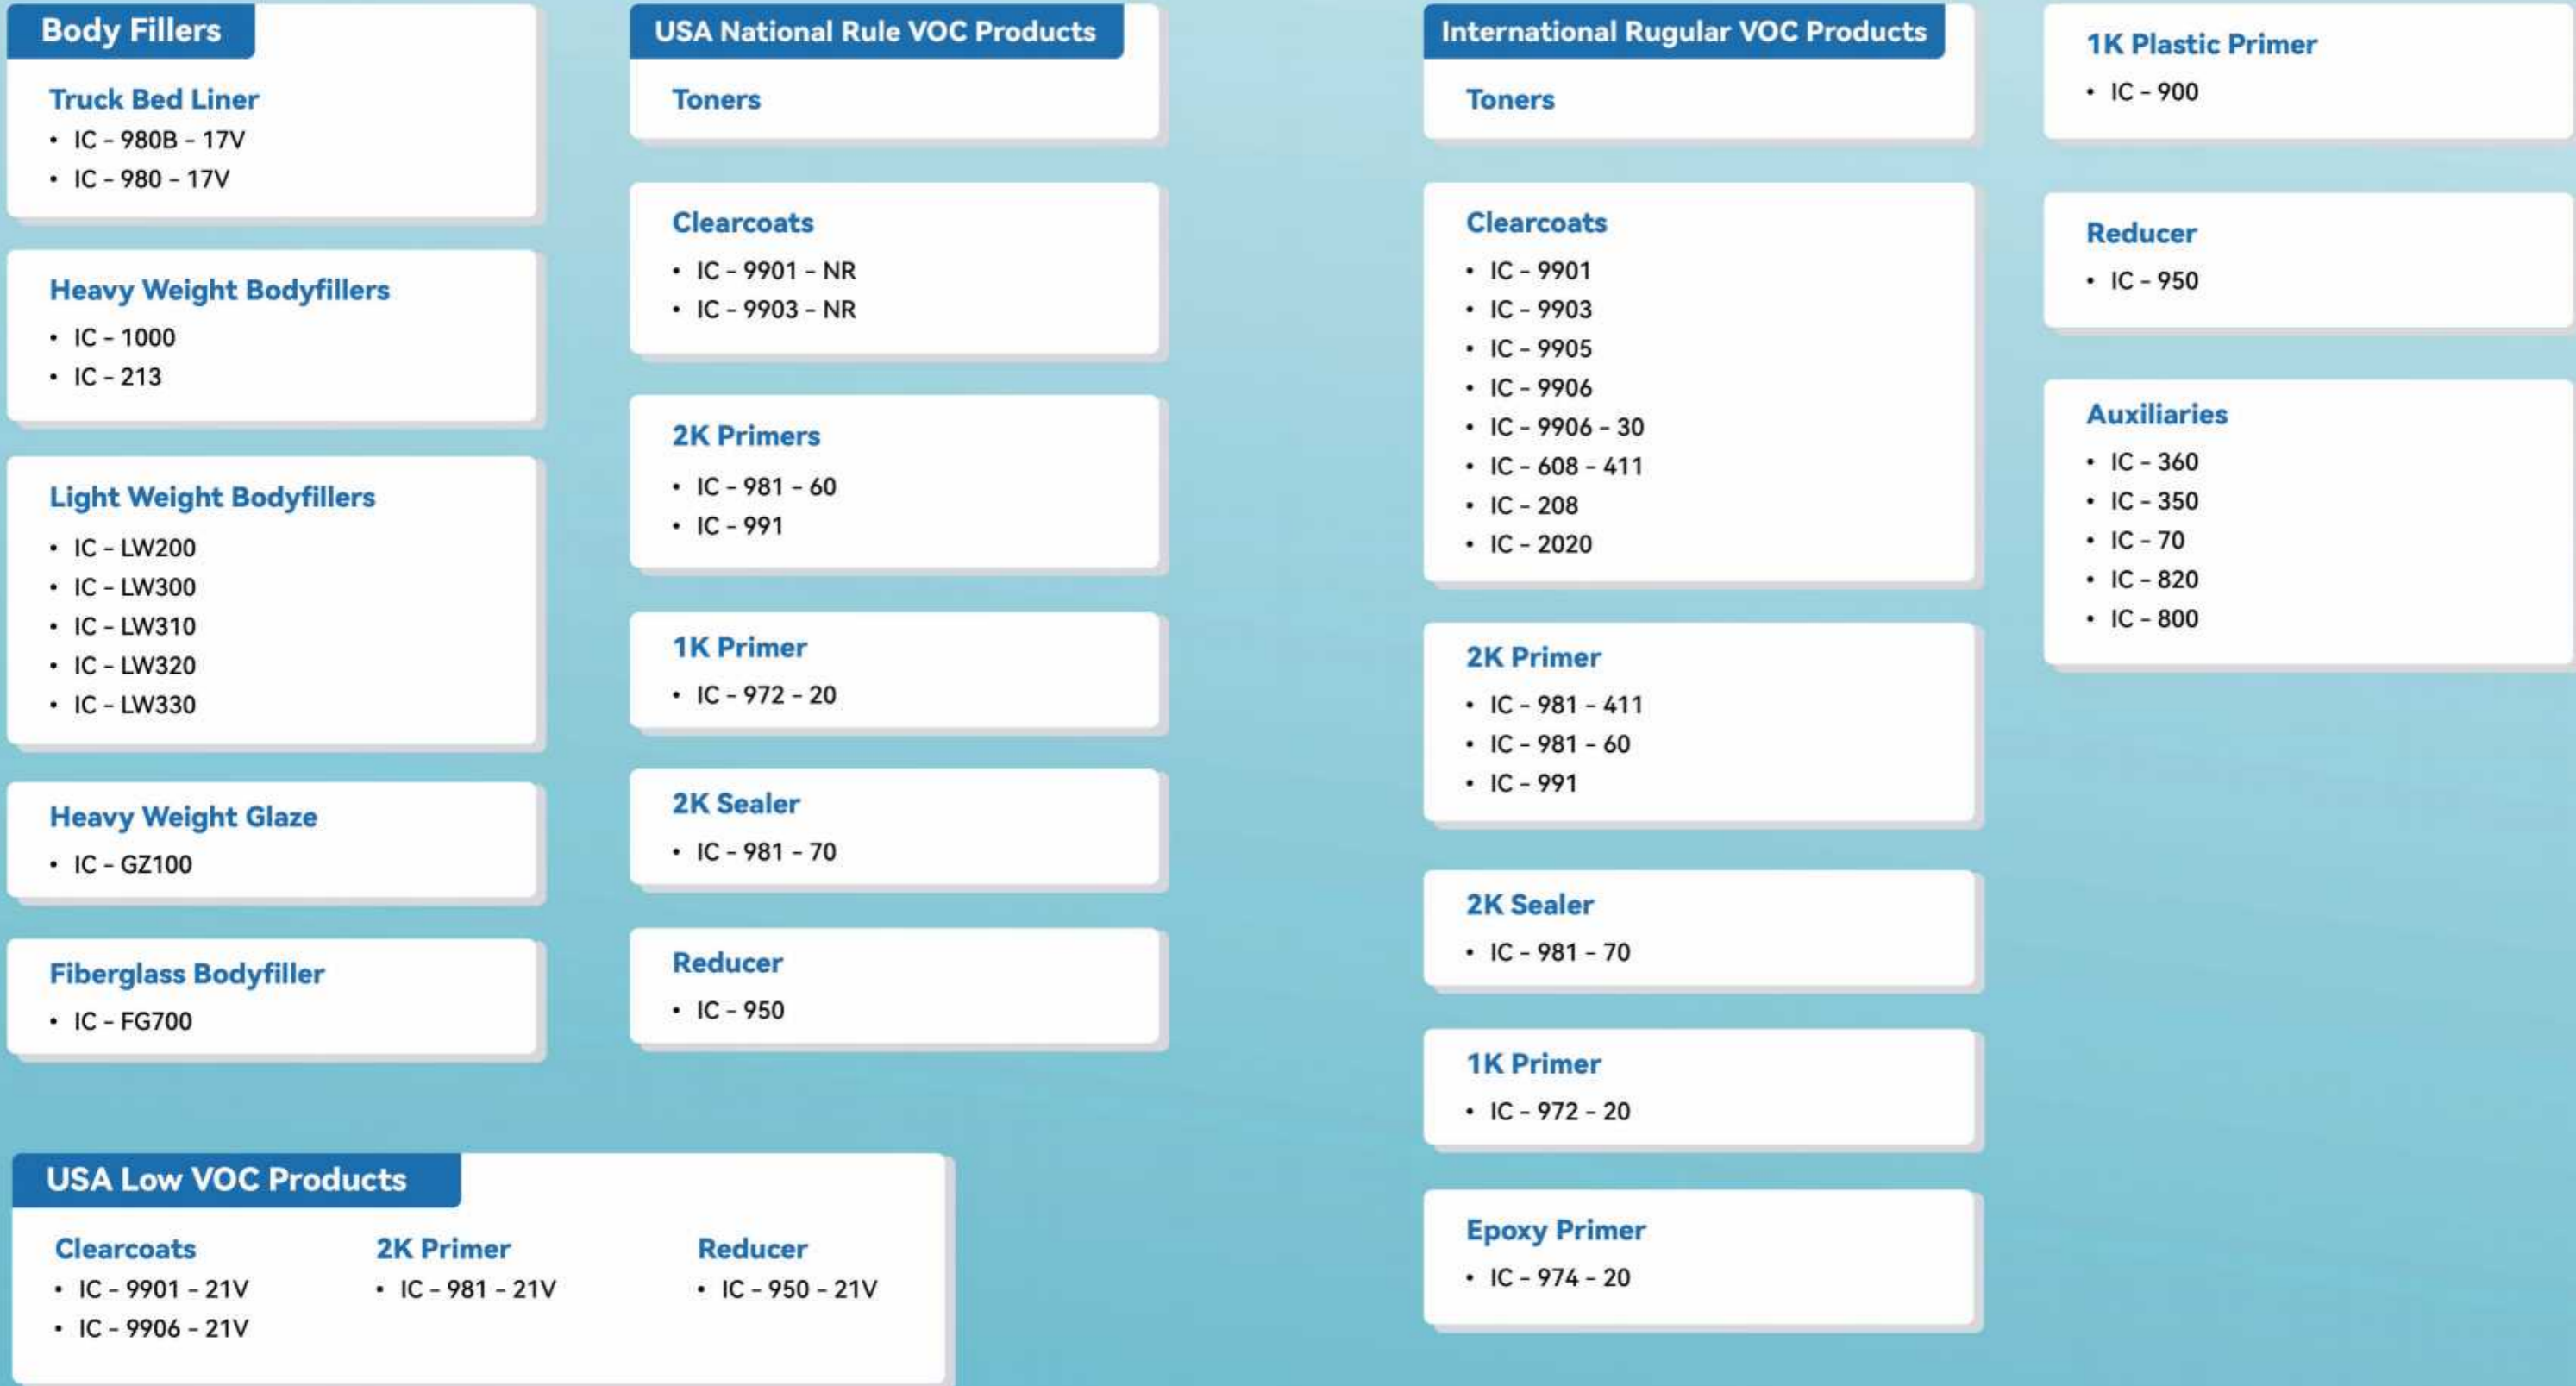 Body Fillers
Truck Bed Liner
• IC - 980B - 17V
• IC - 980 - 17V
Heavy Weight Bodyfillers
• IC - 1000
• IC - 213
Light Weight Bodyfillers
• IC - LW200
• IC - LW300
• IC - LW310
• IC - LW320
• IC - LW330
Heavy Weight Glaze
• IC - GZ100
Fiberglass Bodyfiller
• IC - FG700
USA National Rule VOC Products
Toners
Clearcoats
• IC - 9901 - NR
• IC - 9903 - NR
2K Primers
• IC - 981 - 60
• IC - 991
1K Primer
• IC - 972 - 20
2K Sealer
• IC - 981 - 70
Reducer
• IC - 950
USA Low VOC Products
Clearcoats
• IC - 9901 - 21V
• IC - 9906 - 21V
2K Primer
• IC - 981 - 21V
Reducer
• IC - 950 - 21V
International Rugular VOC Products
Toners
Clearcoats
• IC - 9901
• IC - 9903
• IC - 9905
• IC - 9906
• IC - 9906 - 30
• IC - 608 - 411
• IC - 208
• IC - 2020
2K Primer
• IC - 981 - 411
• IC - 981 - 60
• IC - 991
2K Sealer
• IC - 981 - 70
1K Primer
• IC - 972 - 20
Epoxy Primer
• IC - 974 - 20
1K Plastic Primer
• IC - 900
Reducer
• IC - 950
Auxiliaries
• IC - 360
• IC - 350
• IC - 70
• IC - 820
• IC - 800